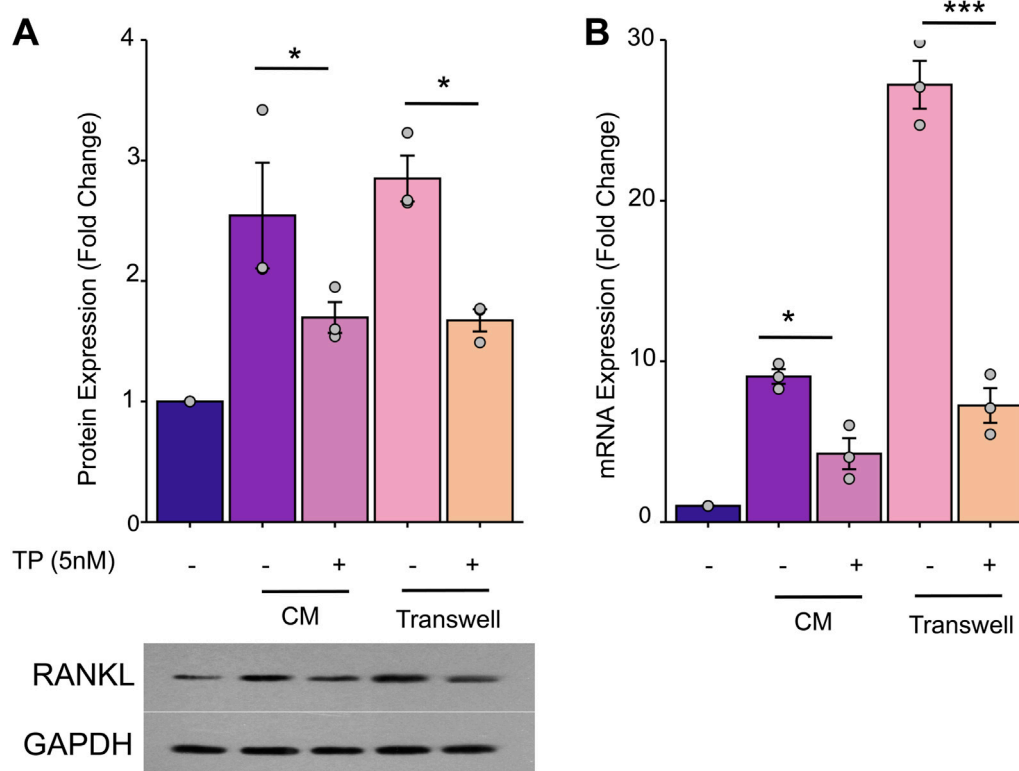 A
Protein Expression (Fold Change)
4
3
2
1
0
*
*
TP (5nM)
- - + - +
CM
Transwell
RANKL
GAPDH
B
mRNA Expression (Fold Change)
30
20
10
0
*
***
- - + - +
CM
Transwell